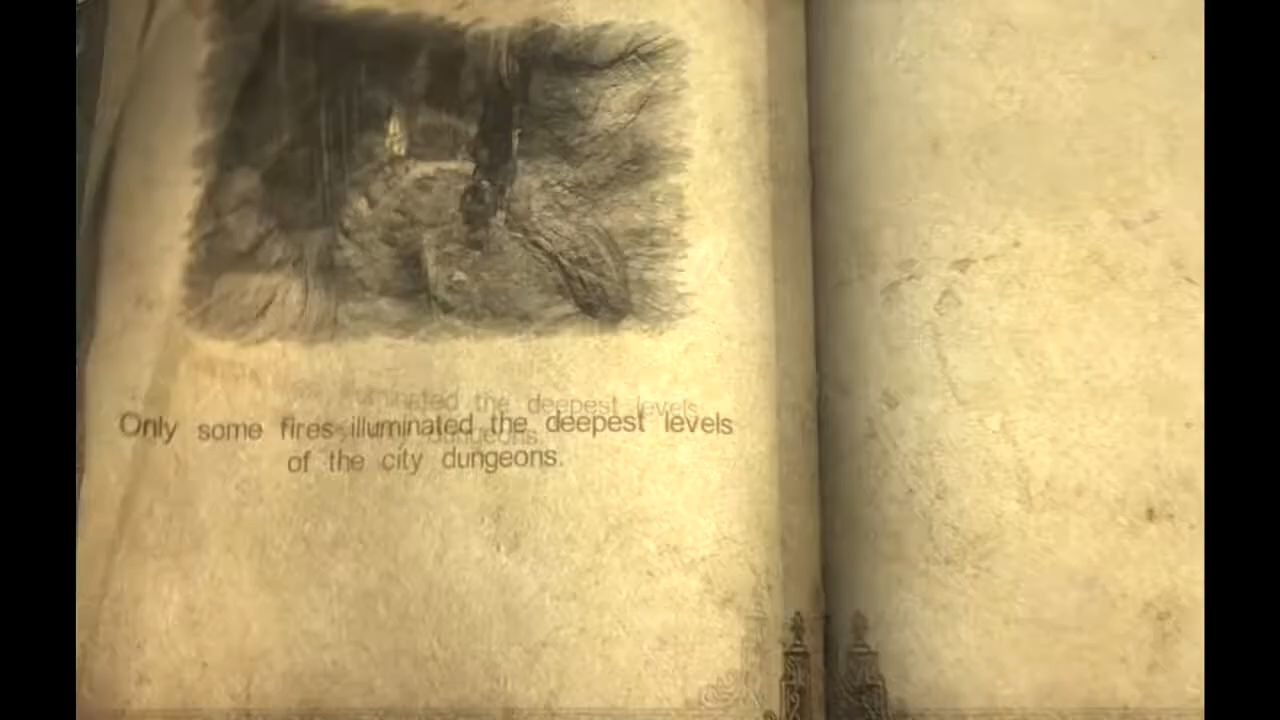 Only some fires illuminated the deepest levels
of the city dungeons.